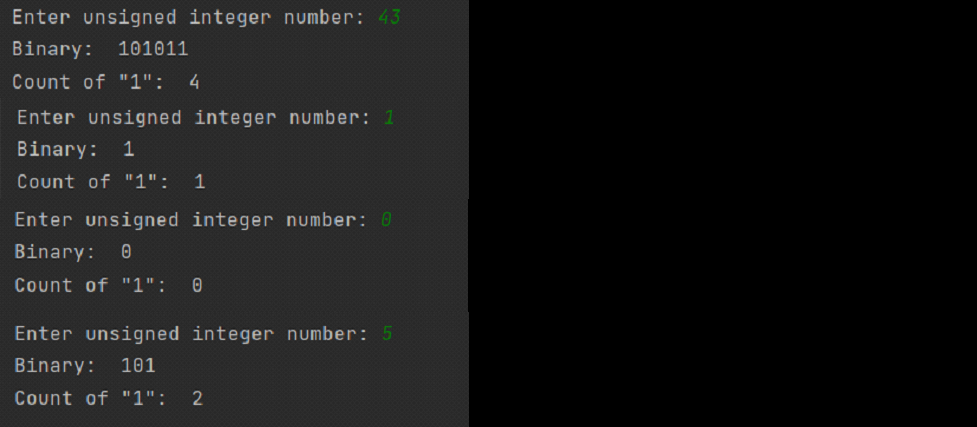 Enter unsigned integer number: 43
Binary:  101011
Count of "1":  4
Enter unsigned integer number: 1
Binary:  1
Count of "1":  1
Enter unsigned integer number: 0
Binary:  0
Count of "1":  0
Enter unsigned integer number: 5
Binary:  101
Count of "1":  2